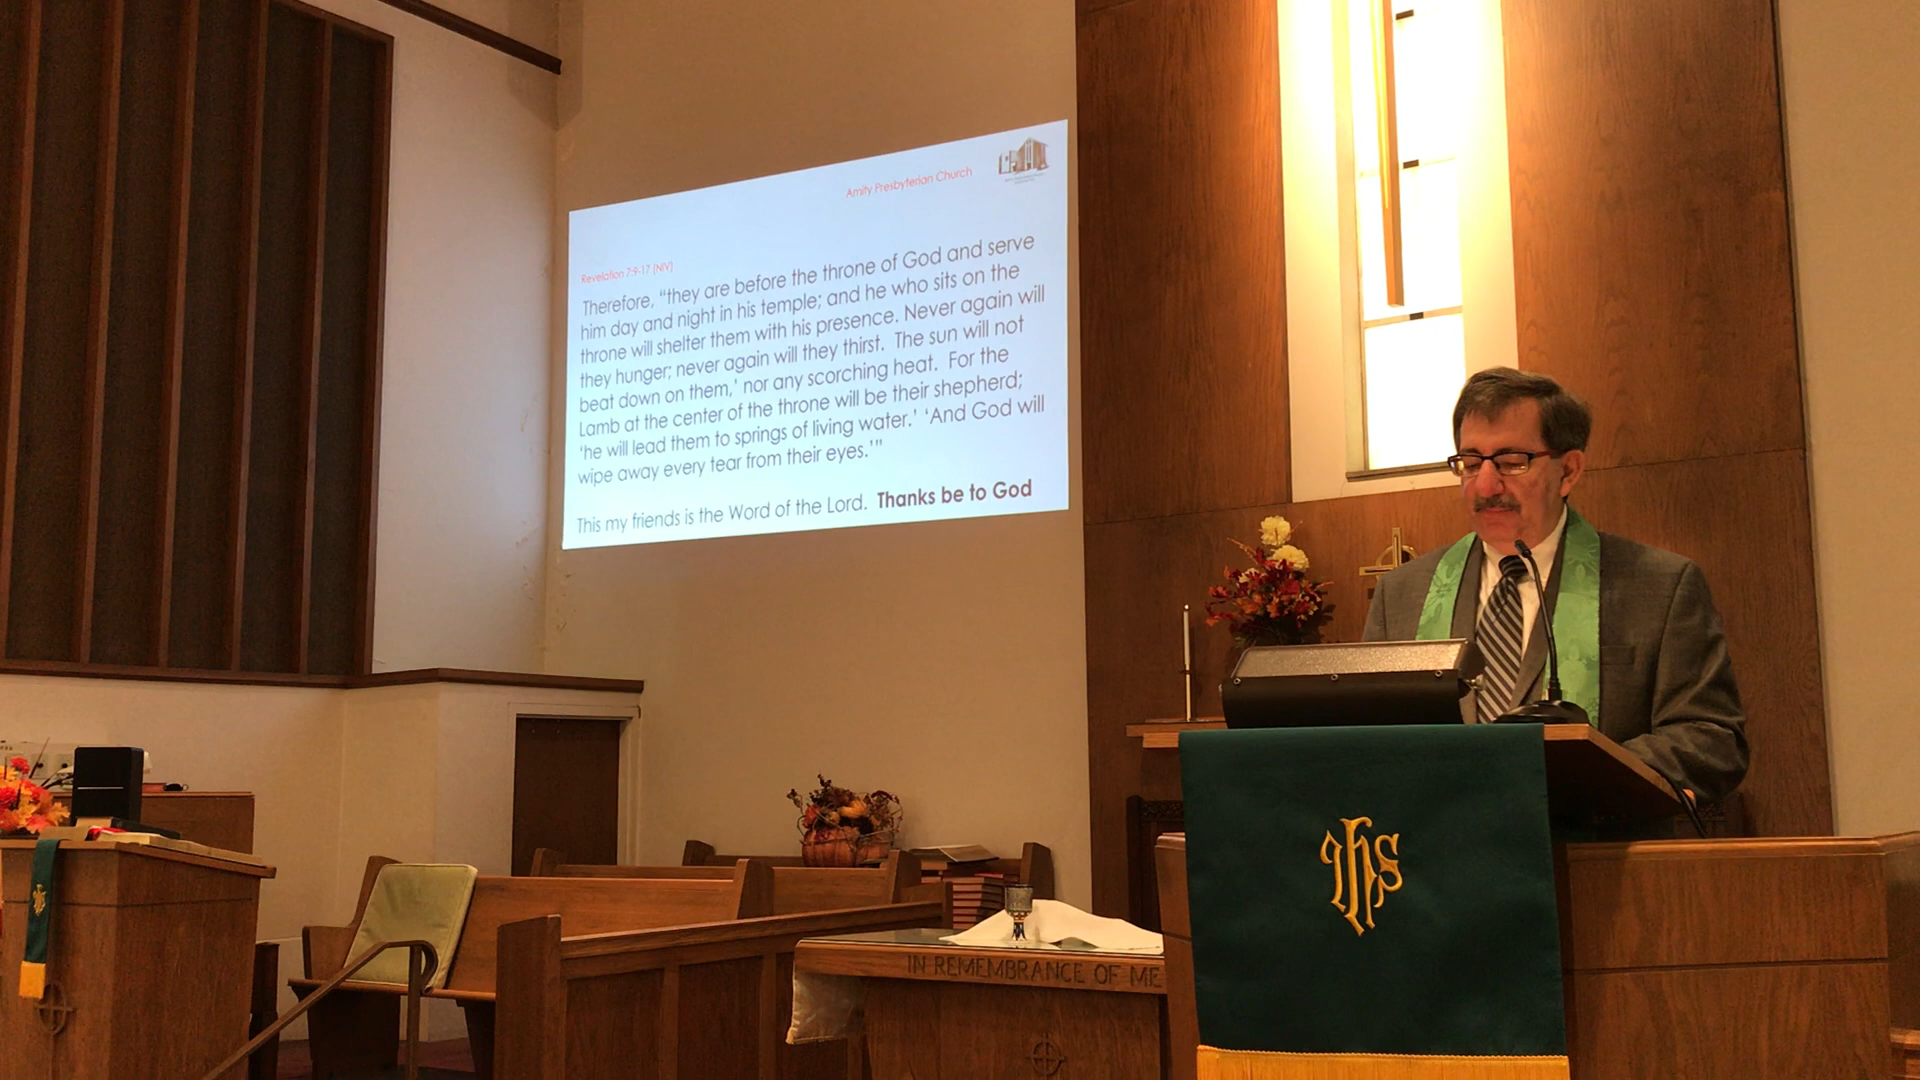 Amity Presbyterian Church
Revelation 7:9-17 (NIV)
Therefore, “they are before the throne of God and serve
him day and night in his temple; and he who sits on the
throne will shelter them with his presence. Never again will
they hunger; never again will they thirst. The sun will not
beat down on them,’ nor any scorching heat. For the
Lamb at the center of the throne will be their shepherd;
‘he will lead them to springs of living water.’ ‘And God will
wipe away every tear from their eyes.’”
This my friends is the Word of the Lord. Thanks be to God
IN REMEMBRANCE OF ME
IHS